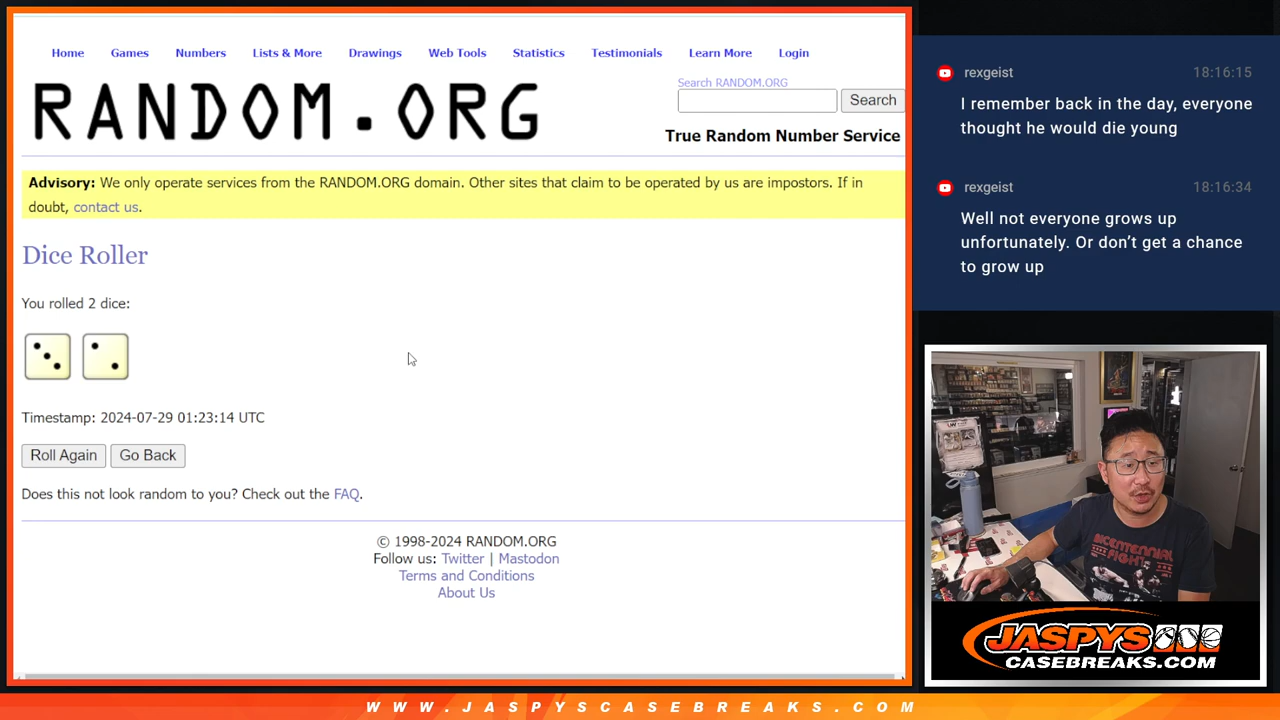 Home Games Numbers Lists & More Drawings Web Tools Statistics Testimonials Learn More Login
RANDOM.ORG
Search RANDOM.ORG
Search
True Random Number Service
Advisory: We only operate services from the RANDOM.ORG domain. Other sites that claim to be operated by us are impostors. If in
doubt, contact us.
Dice Roller
You rolled 2 dice:
Timestamp: 2024-07-29 01:23:14 UTC
Roll Again Go Back
Does this not look random to you? Check out the FAQ.
© 1998-2024 RANDOM.ORG
Follow us: Twitter | Mastodon
Terms and Conditions
About Us
rexgeist 18:16:15
I remember back in the day, everyone
thought he would die young
rexgeist 18:16:34
Well not everyone grows up
unfortunately. Or don’t get a chance
to grow up
BICENTENNIAL
FIGHT
JASPYS
CASEBREAKS.COM
WWW.JASPYSCASEBREAKS.COM